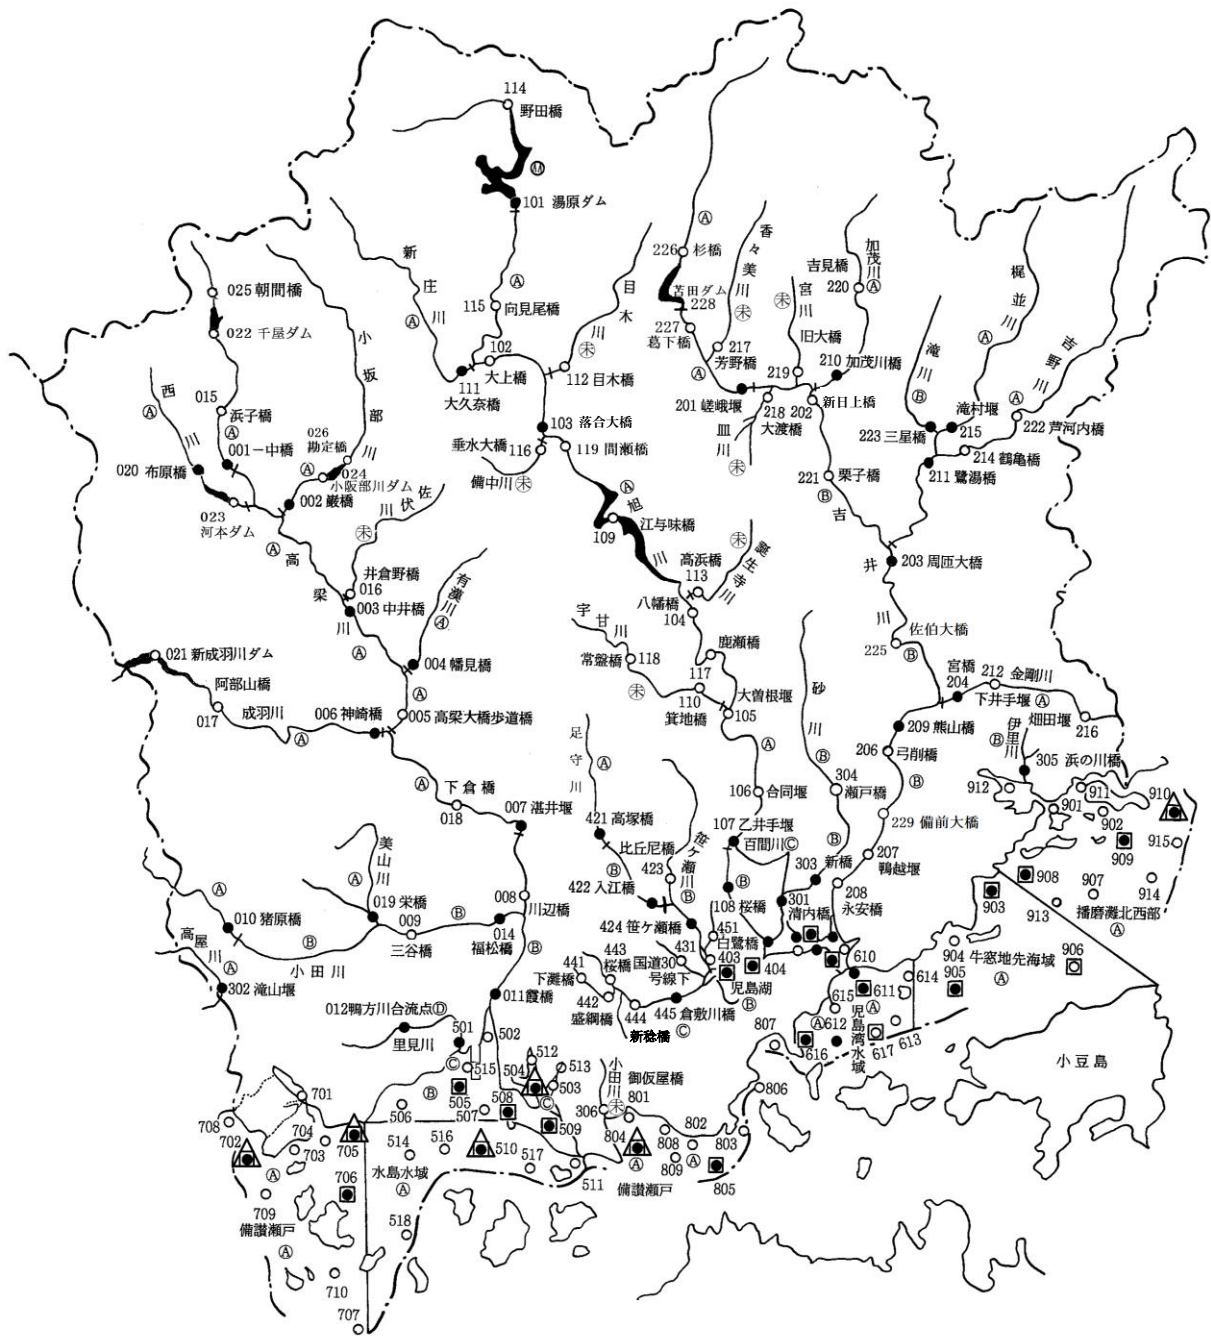 114
野田橋
Ⓜ
101 湯原ダム
新庄川
Ⓐ
Ⓐ
115
向見尾橋
102
大上橋
111
大久奈橋
目木川
㊍
112 目木橋
103 落合大橋
垂水大橋
116
119 間瀬橋
備中川
226
杉橋
Ⓐ
苫田ダム
228
227
葛下橋
香々美川
217
芳野橋
Ⓐ
宮川
旧大橋
219
吉見橋
220
加茂川
Ⓐ
210 加茂川橋
201 嵯峨堰
218
大渡橋
皿川
202
新日上橋
滝川
Ⓑ
梶並川
Ⓐ
吉野川
Ⓐ
223 三星橋
滝村堰
215
222 芦河内橋
214 鶴亀橋
211 鷺湯橋
221
栗子橋
Ⓑ
吉井川
203 周匝大橋
025 朝間橋
022 千屋ダム
015
浜子橋
Ⓐ
001一中橋
西川
Ⓐ
020 布原橋
023
河本ダム
小坂部川
026
勘定橋
024
小阪部川ダム
Ⓐ
002 巌橋
佐伏川
Ⓐ
高梁川
井倉野橋
016
003 中井橋
有漢川
Ⓐ
Ⓐ
004 幡見橋
021 新成羽川ダム
阿部山橋
017
成羽川
Ⓐ
006 神崎橋
Ⓐ
005 高梁大橋歩道橋
Ⓐ
下倉橋
018
007 湛井堰
旭川
Ⓐ
109
江与味橋
高浜橋
113
誕生寺川
八幡橋
104
宇甘川
常盤橋
118
鹿瀬橋
117
110
箕地橋
大曽根堰
105
Ⓐ
106
合同堰
砂川
Ⓑ
304
瀬戸橋
佐伯大橋
225
Ⓑ
宮橋
204
212 金剛川
下井手堰 Ⓐ
216
209 熊山橋
206
弓削橋
Ⓑ
伊里川
Ⓑ
畑田堰
305 浜の川橋
912
911
910
901
902
915
909
229 備前大橋
207
鴨越堰
足守川
Ⓐ
421 高塚橋
比丘尼橋
Ⓑ
422 入江橋
423
笹ヶ瀬川
Ⓑ
424 笹ヶ瀬橋
107 乙井手堰
百間川 Ⓒ
Ⓑ
108 桜橋
303
新橋
Ⓑ
301
清内橋
208
永安橋
451
白鷺橋
403
404
児島湖
Ⓑ
美山川
Ⓐ
Ⓐ
010 猪原橋
019 栄橋
009
三谷橋
Ⓑ
Ⓑ
小田川
008
川辺橋
014
福松橋
Ⓑ
高屋川
Ⓐ
302 滝山堰
012鴨方川合流点Ⓓ
里見川
011霞橋
441
443
桜橋
下灘橋
442
盛綱橋
431
国道30
号線下
444
445 倉敷川橋
Ⓒ
新稔橋
610
614
615
611
612
616
617
613
Ⓐ
Ⓐ
児島湾水域
903
904
905
906
907
908
913
914
牛窓地先海域
Ⓐ
播磨灘北西部
Ⓐ
小豆島
501
502
Ⓒ
515
505
Ⓑ
506
507
508
504
512
513
503
Ⓒ
509
510
511
514
516
517
518
水島水域
Ⓐ
小田川
御仮屋橋
306
801
802
803
804
808
809
805
806
807
Ⓐ
Ⓐ
備讃瀬戸
701
708
702
704
703
705
706
709
Ⓐ
備讃瀬戸
Ⓐ
710
707